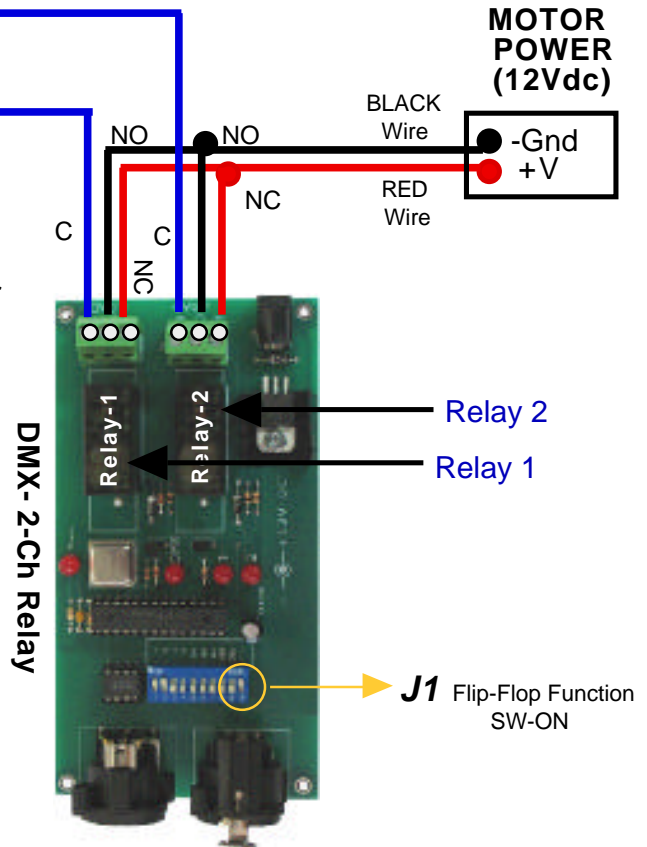 MOTOR
POWER
(12Vdc)
BLACK
Wire
-Gnd
+V
RED
Wire
NO
NO
NC
C
C
NC
Relay-1
Relay-2
Relay 2
Relay 1
DMX- 2-Ch Relay
J1 Flip-Flop Function
SW-ON